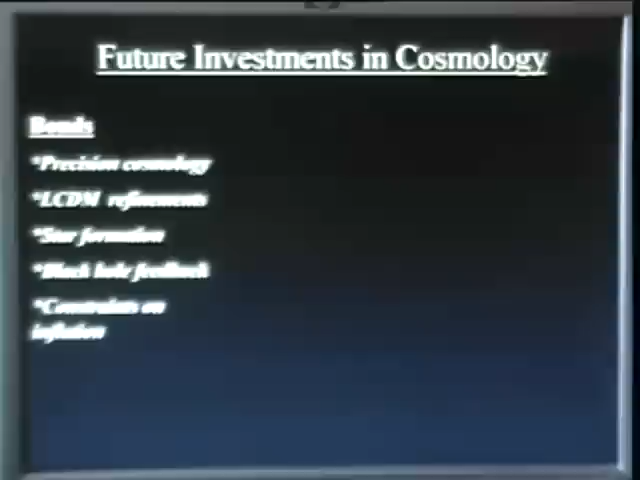 Future Investments in Cosmology
Bonds
*Precision cosmology
*LCDM refinements
*Star formation
*Black hole feedback
*Constraints on
inflation